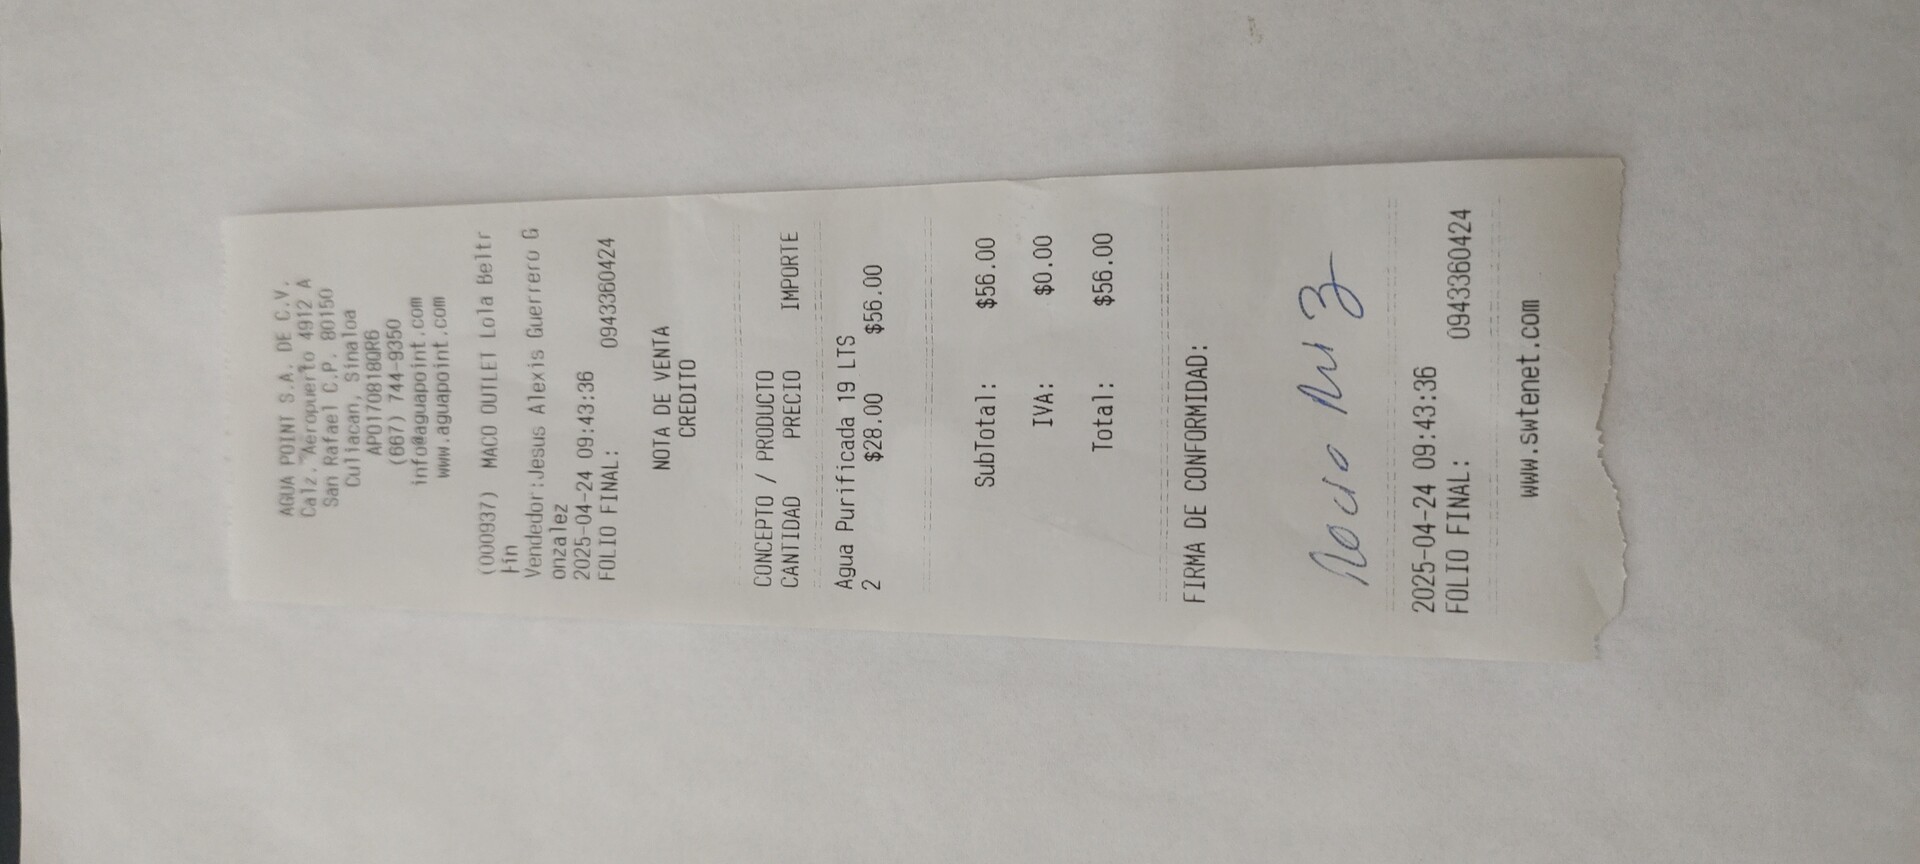 AGUA POINT S.A. DE C.V.
Calz. Aeropuerto 4912 A
San Rafael C.P. 80150
Culiacan, Sinaloa
APO170818QR6
(667) 744-9350
info@aguapoint.com
www.aguapoint.com
(000937) MACO OUTLET Lola Beltr
án
Vendedor:Jesus Alexis Guerrero G
onzalez
2025-04-24 09:43:36
FOLIO FINAL: 0943360424
NOTA DE VENTA
CREDITO
CONCEPTO / PRODUCTO
CANTIDAD PRECIO IMPORTE
Agua Purificada 19 LTS
2 $28.00 $56.00
SubTotal: $56.00
IVA: $0.00
Total: $56.00
FIRMA DE CONFORMIDAD:
Rocio Ruiz
2025-04-24 09:43:36
FOLIO FINAL: 0943360424
www.swtenet.com